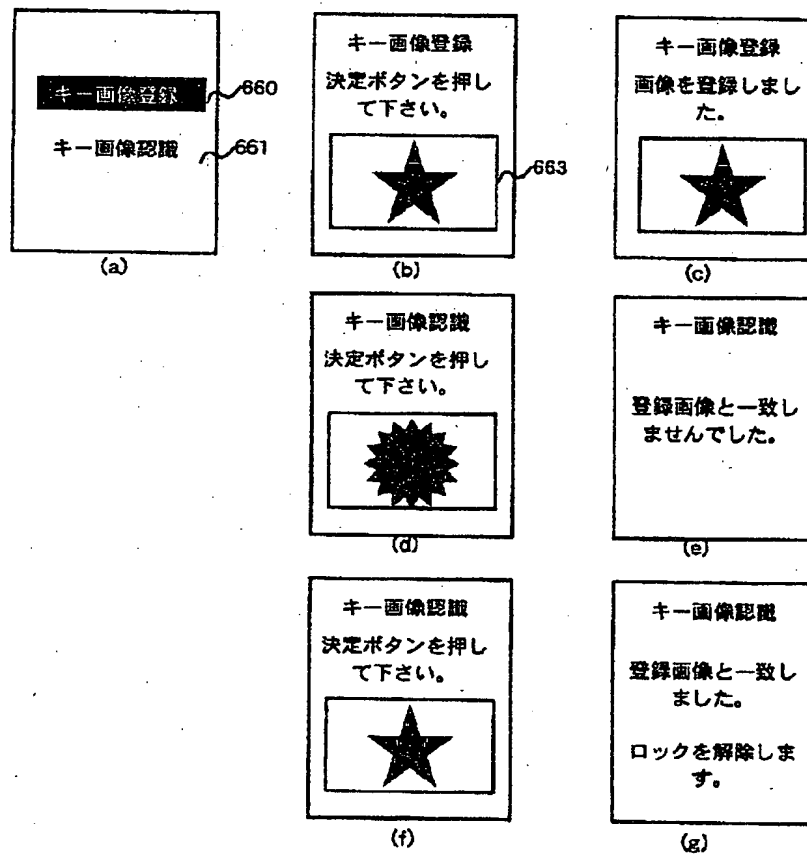 キー画像登録
660
キー画像認識
661
(a)
キー画像登録
決定ボタンを押し
て下さい。
663
(b)
キー画像登録
画像を登録しまし
た。
(c)
キー画像認識
決定ボタンを押し
て下さい。
(d)
キー画像認識
登録画像と一致し
ませんでした。
(e)
キー画像認識
決定ボタンを押し
て下さい。
(f)
キー画像認識
登録画像と一致し
ました。
ロックを解除しま
す。
(g)